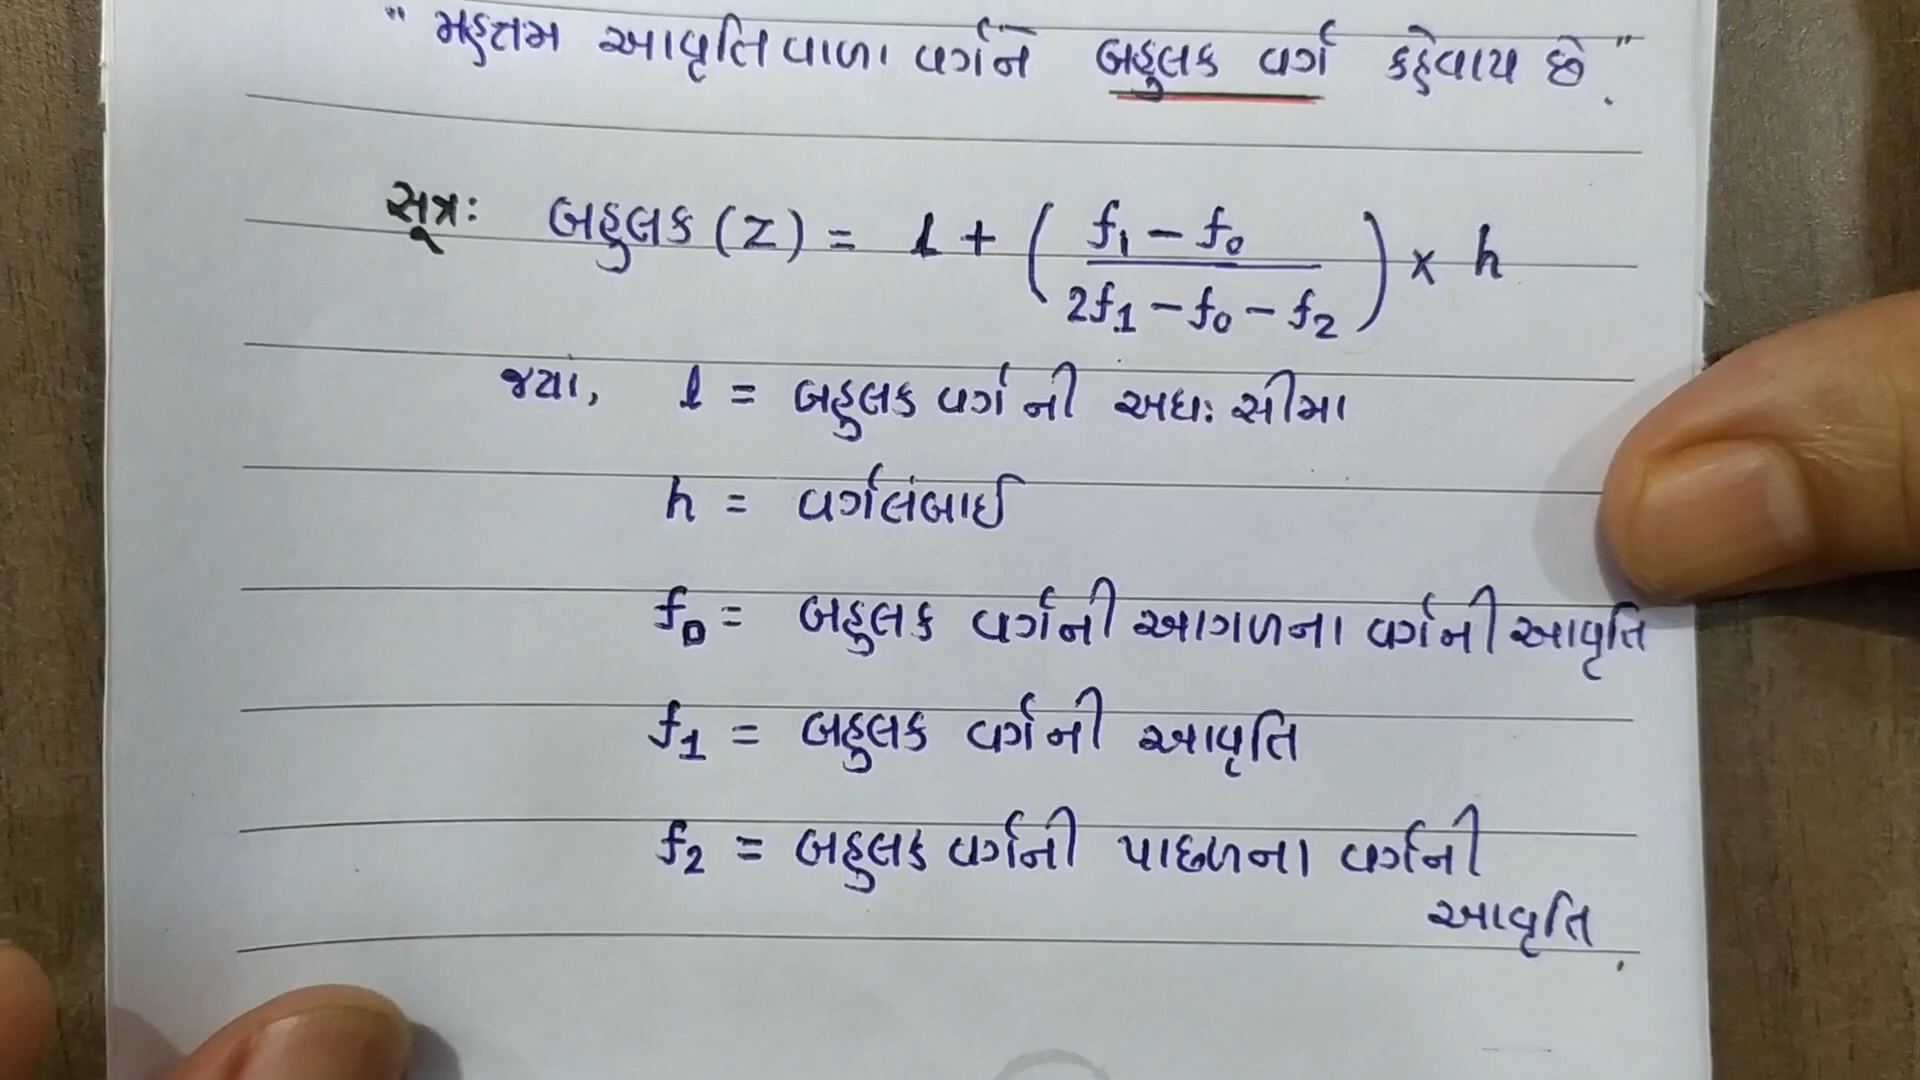 " મહત્તમ આવૃતિ વાળા વર્ગને બહુલક વર્ગ કહેવાય છે. "
સૂત્ર: બહુલક (Z) = l + ( f₁ - f₀ / 2f₁ - f₀ - f₂ ) × h
જયા, l = બહુલક વર્ગ ની અધ: સીમા
h = વર્ગલંબાઈ
f₀ = બહુલક વર્ગની આગળના વર્ગની આવૃતિ
f₁ = બહુલક વર્ગની આવૃતિ
f₂ = બહુલક વર્ગની પાછળના વર્ગની
આવૃતિ.